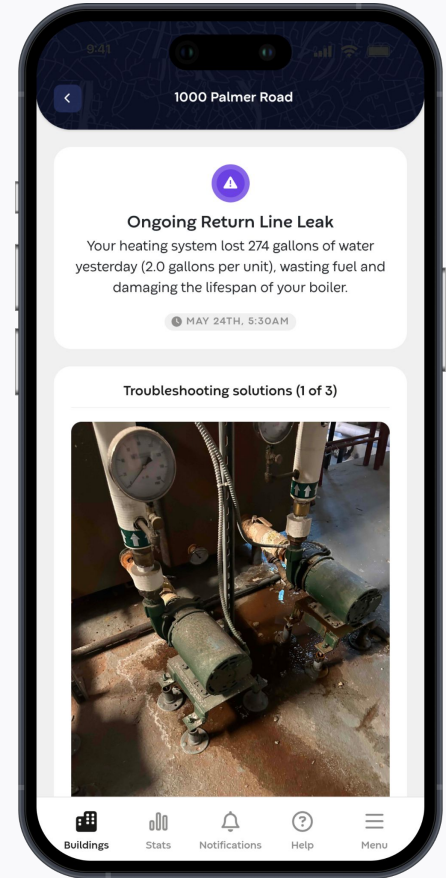 9:41
1000 Palmer Road
Ongoing Return Line Leak
Your heating system lost 274 gallons of water
yesterday (2.0 gallons per unit), wasting fuel and
damaging the lifespan of your boiler.
MAY 24TH, 5:30AM
Troubleshooting solutions (1 of 3)
Buildings
Stats
Notifications
Help
Menu